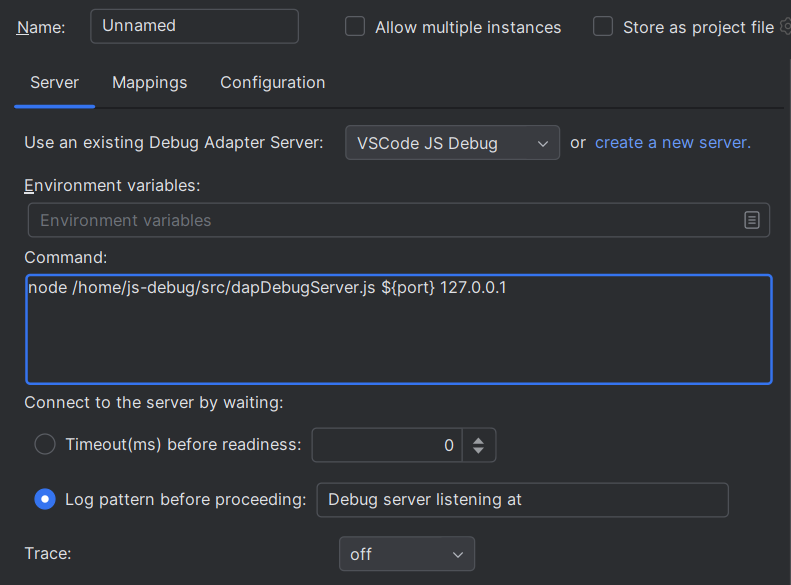 Name: Unnamed Allow multiple instances Store as project file
Server Mappings Configuration
Use an existing Debug Adapter Server: VSCode JS Debug or create a new server.
Environment variables:
Environment variables
Command:
node /home/js-debug/src/dapDebugServer.js ${port} 127.0.0.1
Connect to the server by waiting:
Timeout(ms) before readiness: 0
Log pattern before proceeding: Debug server listening at
Trace: off